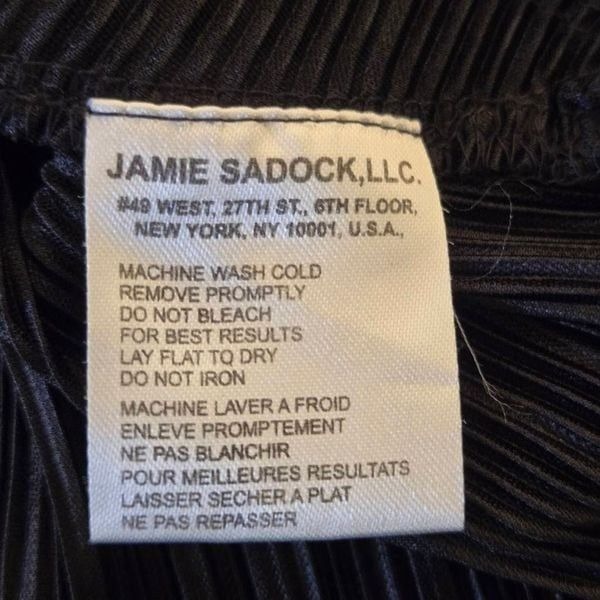 JAMIE SADOCK,LLC.
#49 WEST. 27TH ST., 6TH FLOOR,
NEW YORK, NY 10001, U.S.A.,
MACHINE WASH COLD
REMOVE PROMPTLY
DO NOT BLEACH
FOR BEST RESULTS
LAY FLAT TO DRY
DO NOT IRON
MACHINE LAVER A FROID
ENLEVE PROMPTEMENT
NE PAS BLANCHIR
POUR MEILLEURES RESULTATS
LAISSER SECHER A PLAT
NE PAS REPASSER